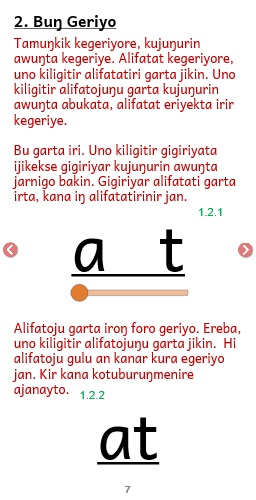 2. Buŋ Geriyo
Tamuŋkik kegeriyore, kujuŋurin
awuŋta kegeriye. Alifatat kegeriyore,
uno kiligitir alifatatiri garta jikin. Uno
kiligitir alifatojuŋu garta kujuŋurin
awuŋta abukata, alifatat eriyekta irir
kegeriye.
Bu garta iri. Uno kiligitir gigiriyata
ijikekse gigiriyar kujuŋurin awuŋta
jarnigo bakin. Gigiriyar alifatati garta
irta, kana iŋ alifatatirinir jan.
1.2.1
a t
Alifatoju garta iroŋ foro geriyo. Ereba,
uno kiligitir alifatojuŋu garta jikin. Hi
alifatoju gulu an kanar kura egeriyo
jan. Kir kana kotuburuŋmenire
ajanayto. 1.2.2
at
7